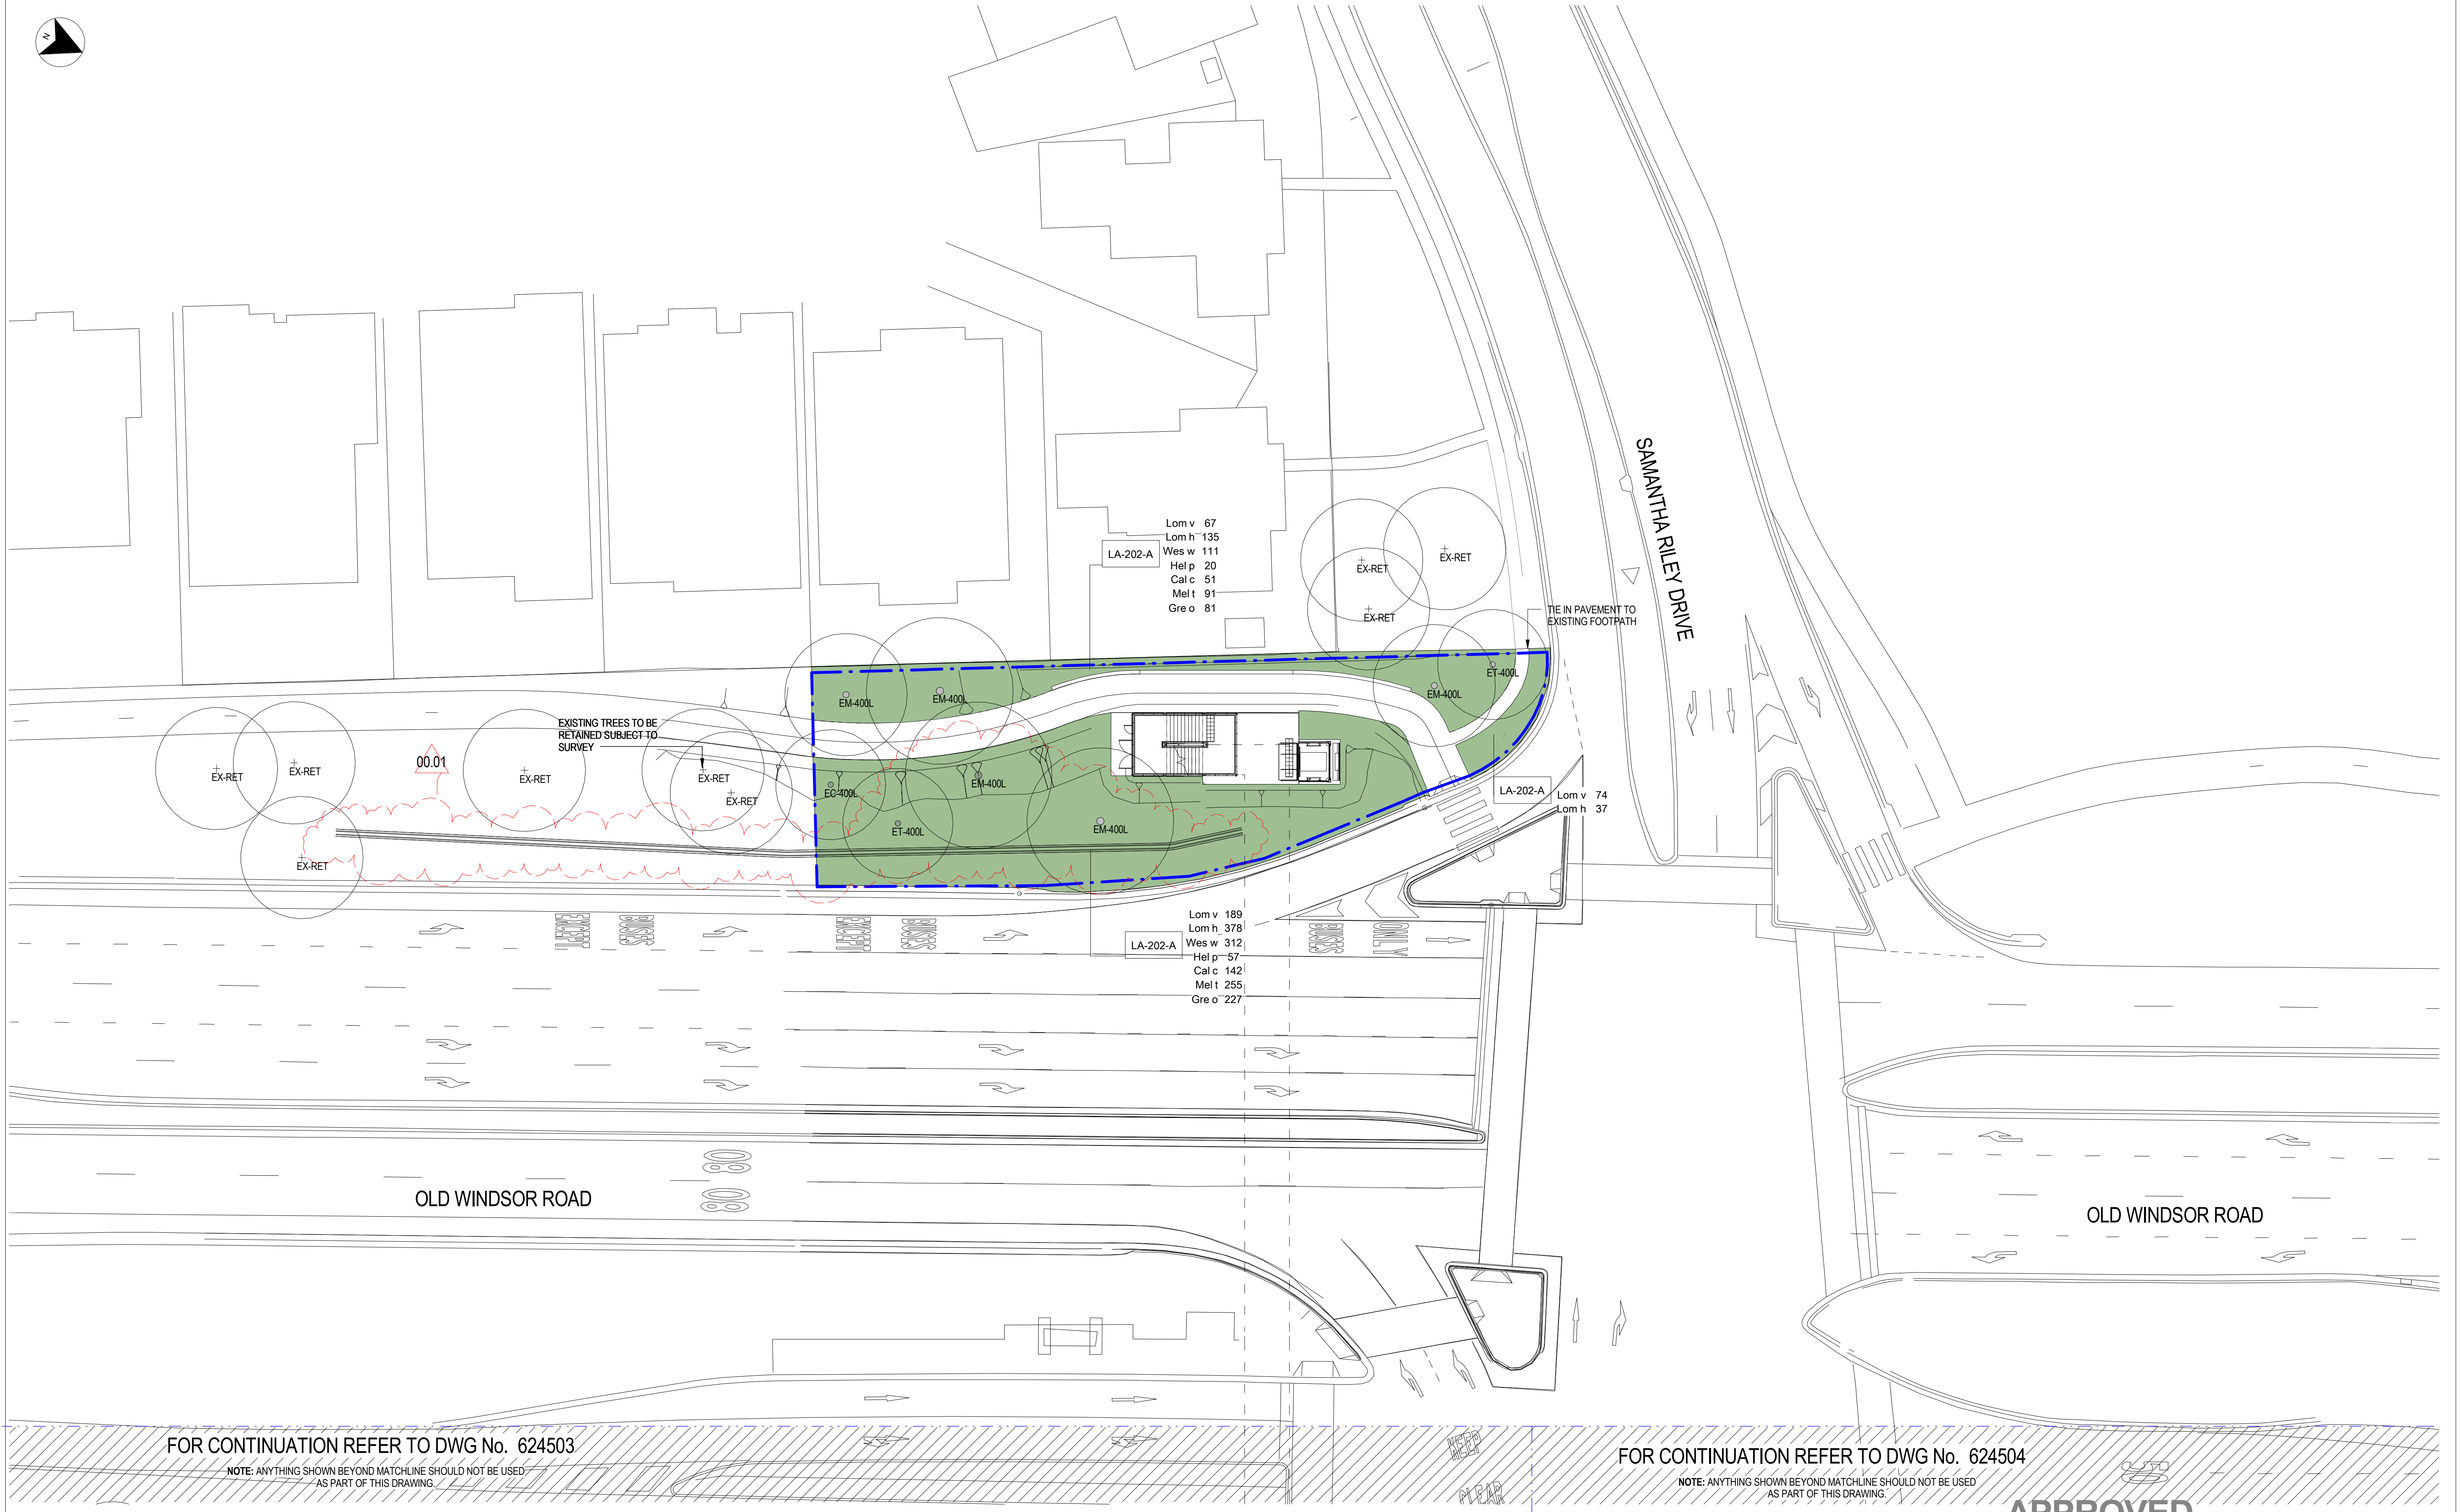 N
SAMANTHA RILEY DRIVE
Lom v 67
Lom h 135
LA-202-A
Wes w 111
Hel p 20
Cal c 51
Mel t 91
Gre o 81
EX-RET
EX-RET
EX-RET
TIE IN PAVEMENT TO
EXISTING FOOTPATH
ET-400L
EM-400L
EM-400L
EM-400L
EXISTING TREES TO BE
RETAINED SUBJECT TO
SURVEY
00.01
EX-RET
EX-RET
EX-RET
EX-RET
EX-RET
EX-RET
EC-400L
EM-400L
ET-400L
EM-400L
LA-202-A
Lom v 74
Lom h 37
G
G
Lom v 189
Lom h 378
LA-202-A
Wes w 312
Hel p 57
Cal c 142
Mel t 255
Gre o 227
BUSES
BUSES
BUSES
ONLY
80
OLD WINDSOR ROAD
OLD WINDSOR ROAD
FOR CONTINUATION REFER TO DWG No. 624503
NOTE: ANYTHING SHOWN BEYOND MATCHLINE SHOULD NOT BE USED
AS PART OF THIS DRAWING.
KEEP
CLEAR
FOR CONTINUATION REFER TO DWG No. 624504
NOTE: ANYTHING SHOWN BEYOND MATCHLINE SHOULD NOT BE USED
AS PART OF THIS DRAWING.
APPROVED